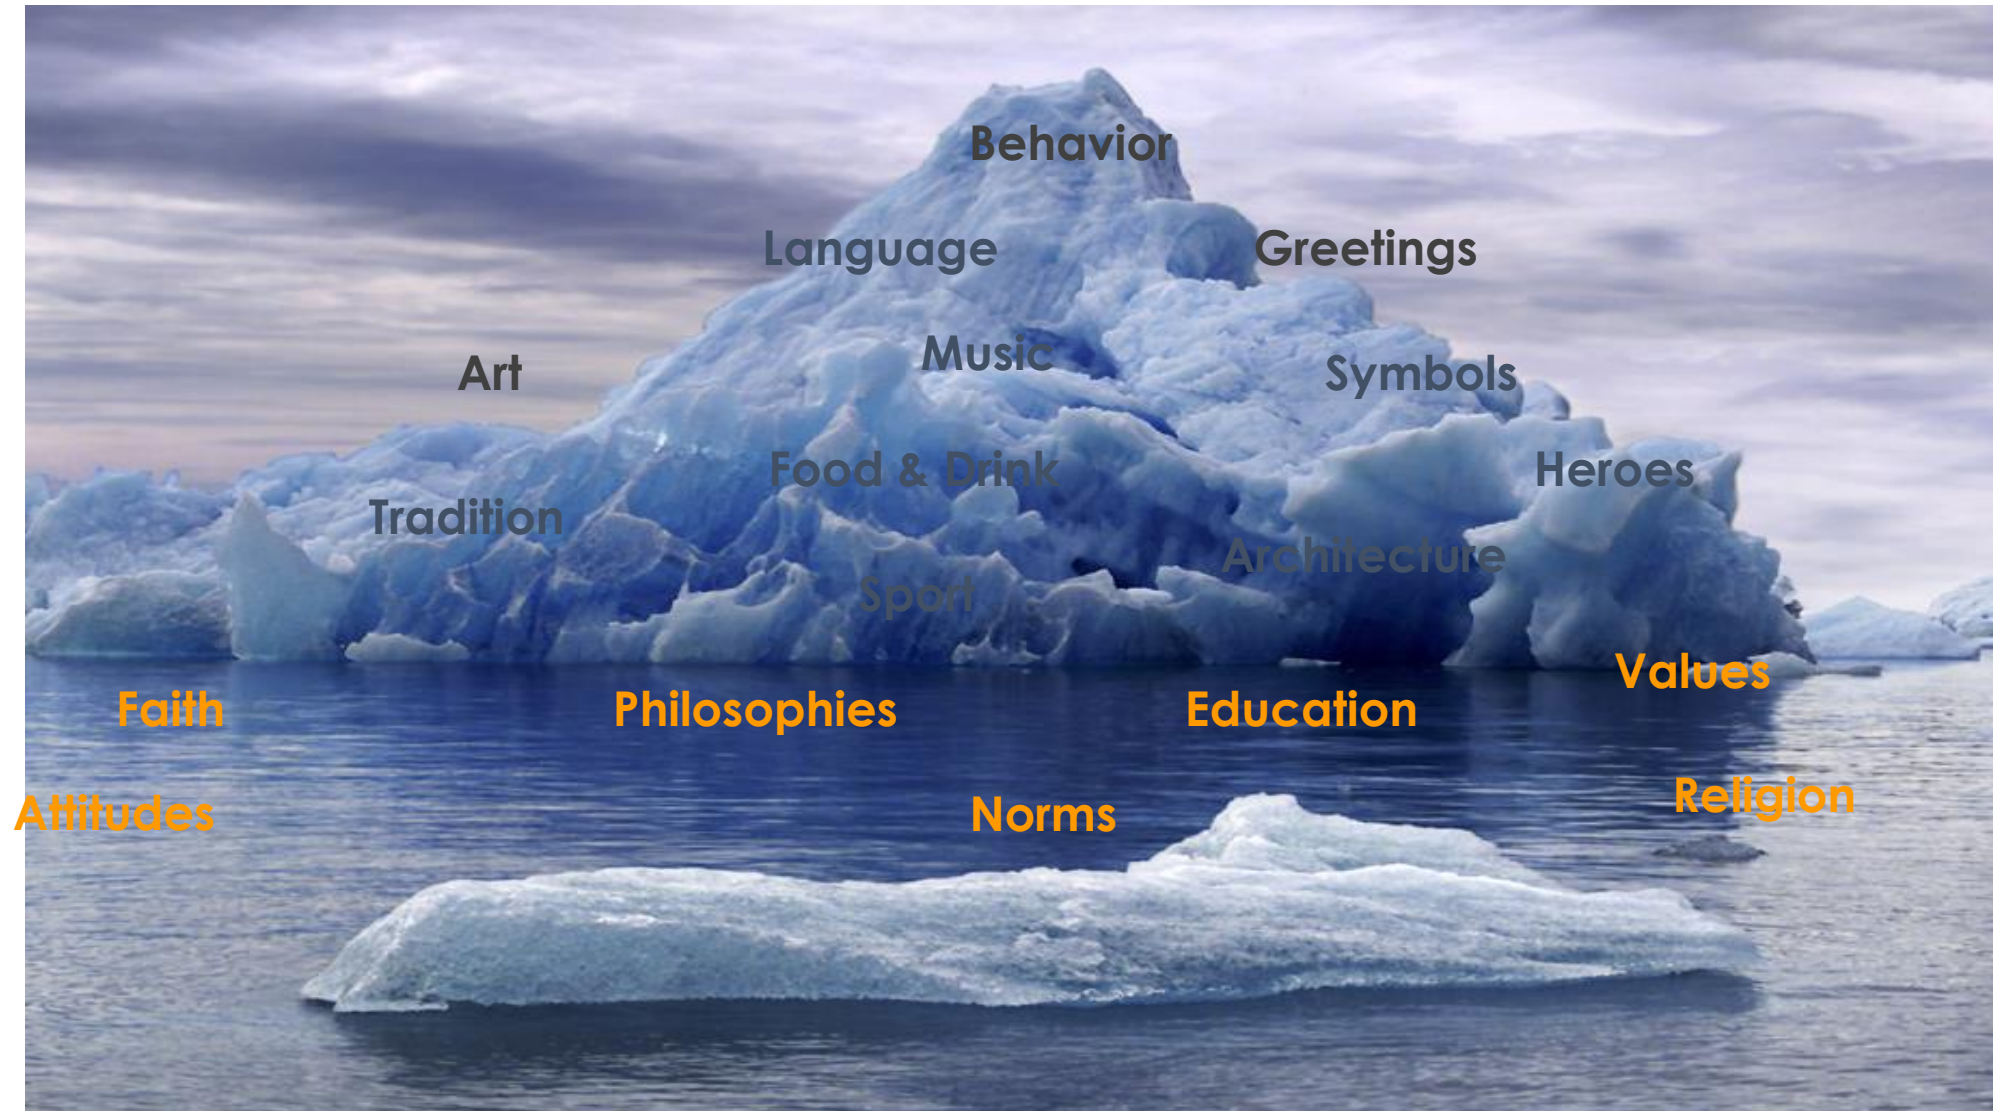 Behavior
Language
Greetings
Music
Art
Symbols
Food & Drink
Heroes
Tradition
Architecture
Sport
Values
Faith
Philosophies
Education
Religion
Attitudes
Norms